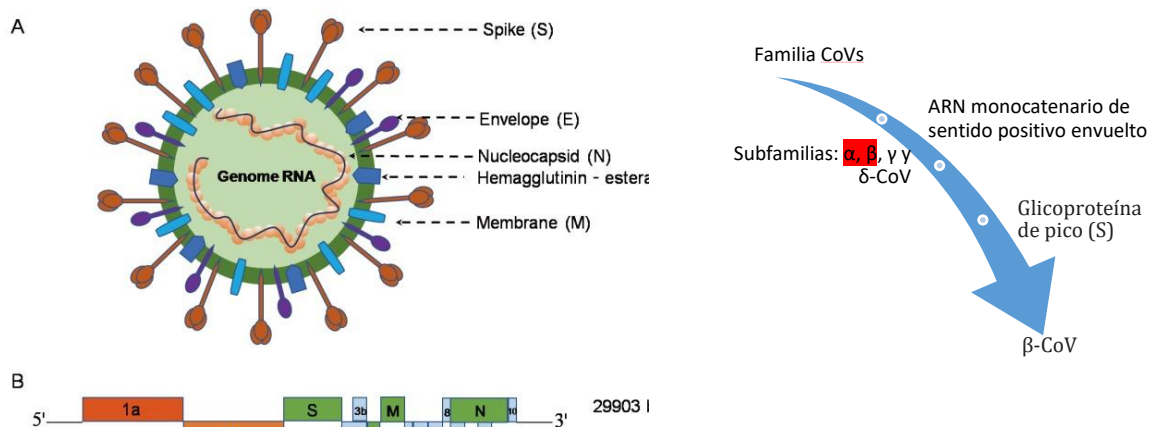 A
Spike (S)
Envelope (E)
Nucleocapsid (N)
Genome RNA
Hemagglutinin - estera
Membrane (M)
B
5'
1a
S
3b
M
8
N
10
3'
29903
Familia CoVs
ARN monocatenario de
sentido positivo envuelto
Subfamilias: α, β, γ y
δ-CoV
Glicoproteína
de pico (S)
β-CoV